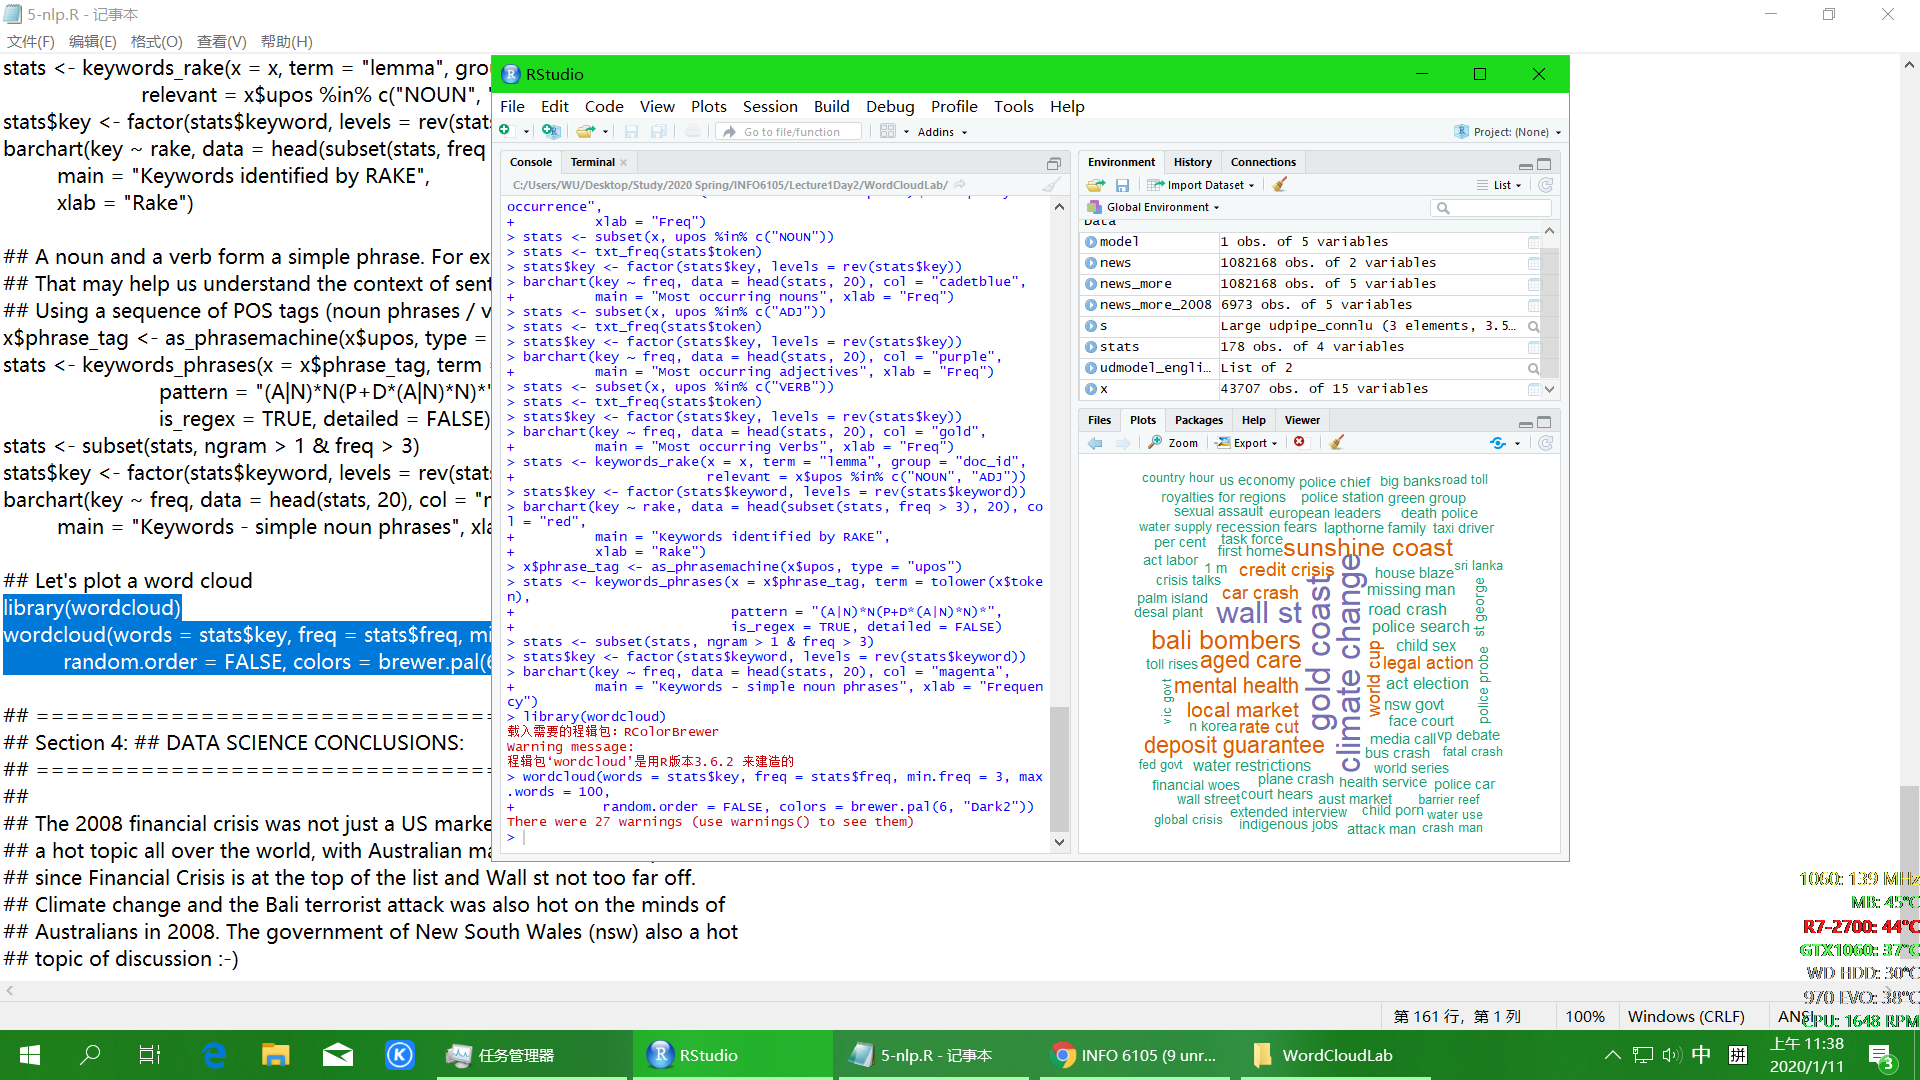 5-nlp.R - 记事本
文件(F) 编辑(E) 格式(O) 查看(V) 帮助(H)
stats <- keywords_rake(x = x, term = "lemma", grou
relevant = x$upos %in% c("NOUN", "
stats$key <- factor(stats$keyword, levels = rev(stats
barchart(key ~ rake, data = head(subset(stats, freq
main = "Keywords identified by RAKE",
xlab = "Rake")
## A noun and a verb form a simple phrase. For ex
## That may help us understand the context of sent
## Using a sequence of POS tags (noun phrases / v
x$phrase_tag <- as_phrasemachine(x$upos, type =
stats <- keywords_phrases(x = x$phrase_tag, term =
pattern = "(A|N)*N(P+D*(A|N)*N)*"
is_regex = TRUE, detailed = FALSE)
stats <- subset(stats, ngram > 1 & freq > 3)
stats$key <- factor(stats$keyword, levels = rev(stats
barchart(key ~ freq, data = head(stats, 20), col = "m
main = "Keywords - simple noun phrases", xla
## Let's plot a word cloud
library(wordcloud)
wordcloud(words = stats$key, freq = stats$freq, mi
random.order = FALSE, colors = brewer.pal(6
## ==============================
## Section 4: ## DATA SCIENCE CONCLUSIONS:
## ==============================
##
## The 2008 financial crisis was not just a US marke
## a hot topic all over the world, with Australian ma
## since Financial Crisis is at the top of the list and Wall st not too far off.
## Climate change and the Bali terrorist attack was also hot on the minds of
## Australians in 2008. The government of New South Wales (nsw) also a hot
## topic of discussion :-)
第 161 行，第 1 列 100% Windows (CRLF) ANSI
RStudio
File Edit Code View Plots Session Build Debug Profile Tools Help
Go to file/function Addins Project: (None)
Console Terminal
C:/Users/WU/Desktop/Study/2020 Spring/INFO6105/Lecture1Day2/WordCloudLab/
occurrence",
+ xlab = "Freq")
> stats <- subset(x, upos %in% c("NOUN"))
> stats <- txt_freq(stats$token)
> stats$key <- factor(stats$key, levels = rev(stats$key))
> barchart(key ~ freq, data = head(stats, 20), col = "cadetblue",
+ main = "Most occurring nouns", xlab = "Freq")
> stats <- subset(x, upos %in% c("ADJ"))
> stats <- txt_freq(stats$token)
> stats$key <- factor(stats$key, levels = rev(stats$key))
> barchart(key ~ freq, data = head(stats, 20), col = "purple",
+ main = "Most occurring adjectives", xlab = "Freq")
> stats <- subset(x, upos %in% c("VERB"))
> stats <- txt_freq(stats$token)
> stats$key <- factor(stats$key, levels = rev(stats$key))
> barchart(key ~ freq, data = head(stats, 20), col = "gold",
+ main = "Most occurring Verbs", xlab = "Freq")
> stats <- keywords_rake(x = x, term = "lemma", group = "doc_id",
+ relevant = x$upos %in% c("NOUN", "ADJ"))
> stats$key <- factor(stats$keyword, levels = rev(stats$keyword))
> barchart(key ~ rake, data = head(subset(stats, freq > 3), 20), co
l = "red",
+ main = "Keywords identified by RAKE",
+ xlab = "Rake")
> x$phrase_tag <- as_phrasemachine(x$upos, type = "upos")
> stats <- keywords_phrases(x = x$phrase_tag, term = tolower(x$toke
n),
+ pattern = "(A|N)*N(P+D*(A|N)*N)*",
+ is_regex = TRUE, detailed = FALSE)
> stats <- subset(stats, ngram > 1 & freq > 3)
> stats$key <- factor(stats$keyword, levels = rev(stats$keyword))
> barchart(key ~ freq, data = head(stats, 20), col = "magenta",
+ main = "Keywords - simple noun phrases", xlab = "Frequen
cy")
> library(wordcloud)
载入需要的程辑包：RColorBrewer
Warning message:
程辑包‘wordcloud’是用R版本3.6.2 来建造的
> wordcloud(words = stats$key, freq = stats$freq, min.freq = 3, max
.words = 100,
+ random.order = FALSE, colors = brewer.pal(6, "Dark2"))
There were 27 warnings (use warnings() to see them)
>
Environment History Connections
Import Dataset List
Global Environment
Data
model 1 obs. of 5 variables
news 1082168 obs. of 2 variables
news_more 1082168 obs. of 5 variables
news_more_2008 6973 obs. of 5 variables
s Large udpipe_connlu (3 elements, 3.5…
stats 178 obs. of 4 variables
udmodel_engli… List of 2
x 43707 obs. of 15 variables
Files Plots Packages Help Viewer
Zoom Export
country hour us economy police chief big banks road toll
royalties for regions police station green group
sexual assault european leaders death police
water supply recession fears lapthorne family taxi driver
per cent task force first home sunshine coast
act labor 1 m credit crisis house blaze sri lanka
crisis talks car crash missing man
palm island wall st road crash st george
desal plant police search
bali bombers gold coast climate change child sex
toll rises aged care world cup legal action
mental health act election police probe
vic govt local market nsw govt
n korea rate cut face court
deposit guarantee media call vp debate
bus crash fatal crash
fed govt water restrictions world series
financial woes plane crash health service police car
wall street court hears aust market barrier reef
global crisis extended interview child porn water use
indigenous jobs attack man crash man
1060: 139 MHz
MB: 45°C
R7-2700: 44°C
GTX1060: 37°C
WD HDD: 30°C
970 EVO: 38°C
CPU: 1648 RPM
任务管理器 RStudio 5-nlp.R - 记事本 INFO 6105 (9 unr... WordCloudLab
中 拼 上午 11:38
2020/1/11 3